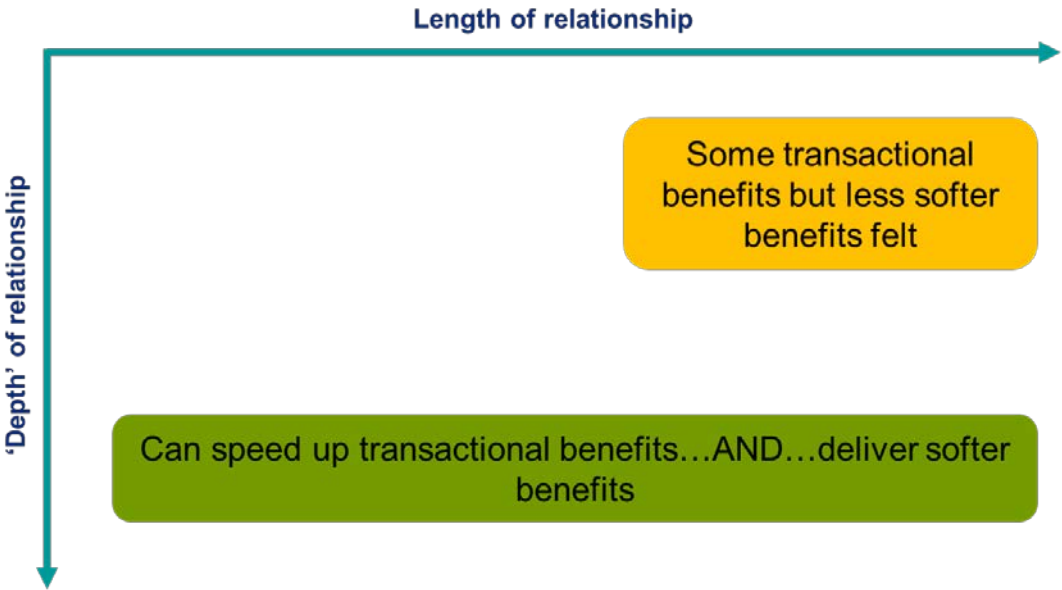 Length of relationship
Some transactional
benefits but less softer
benefits felt
‘Depth’ of relationship
Can speed up transactional benefits…AND…deliver softer
benefits